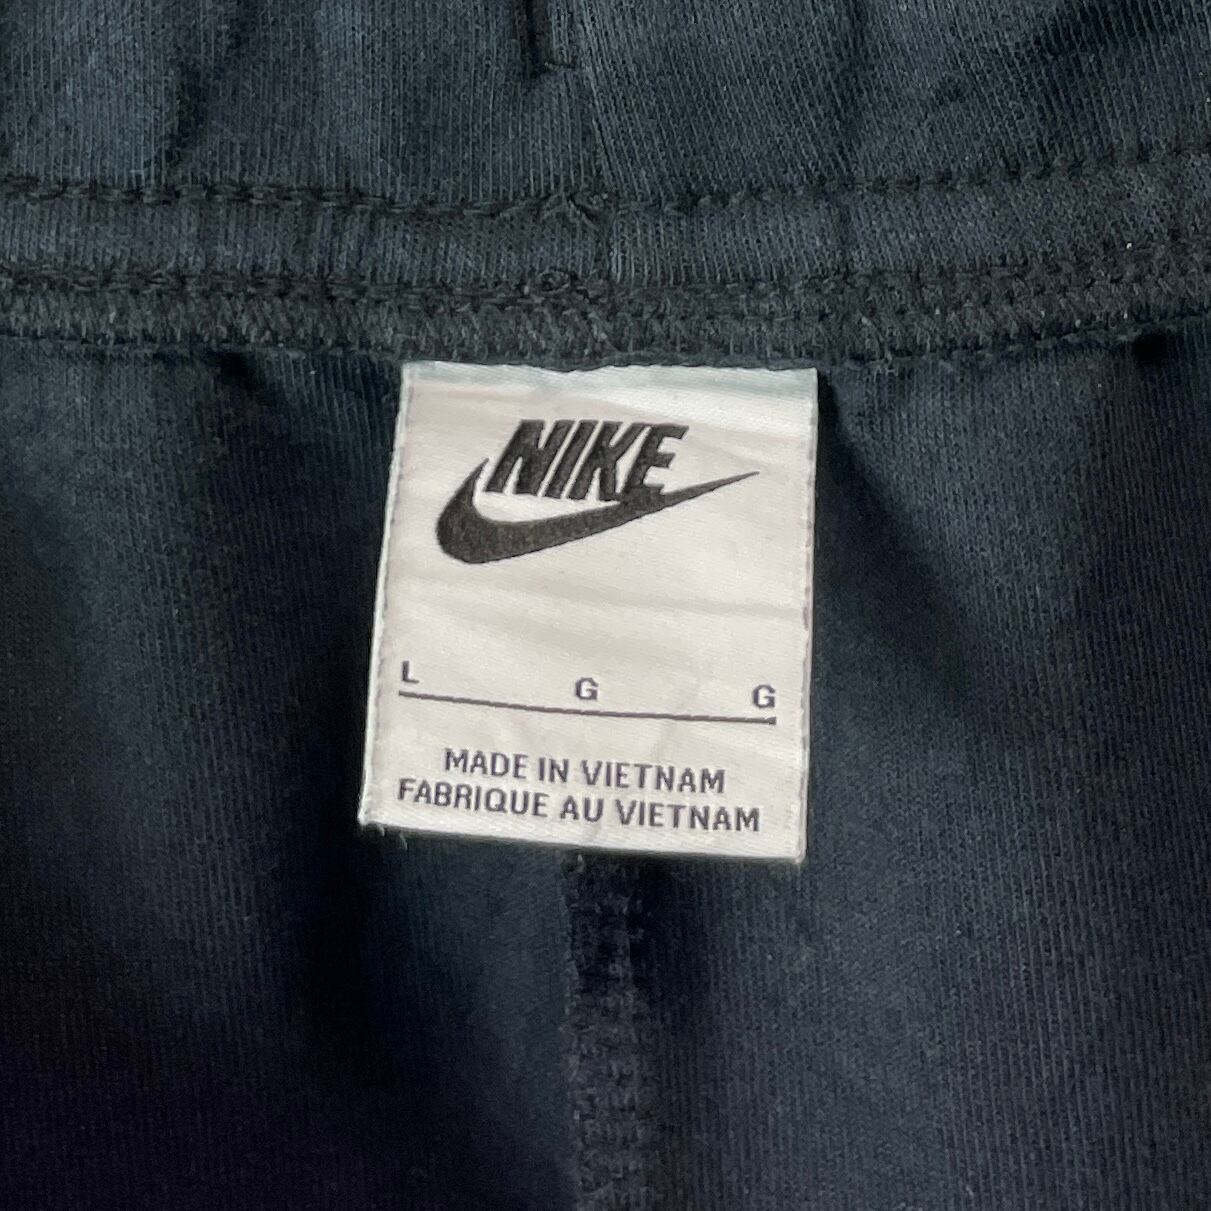 NIKE
L G G
MADE IN VIETNAM
FABRIQUE AU VIETNAM